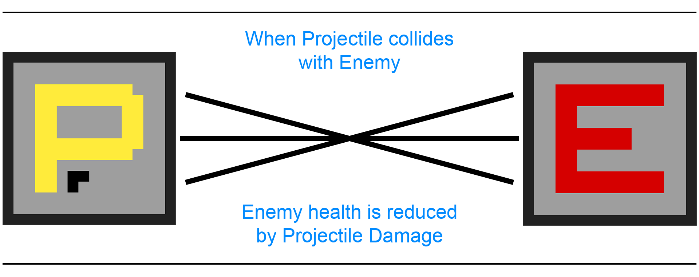 When Projectile collides
with Enemy
P
E
Enemy health is reduced
by Projectile Damage